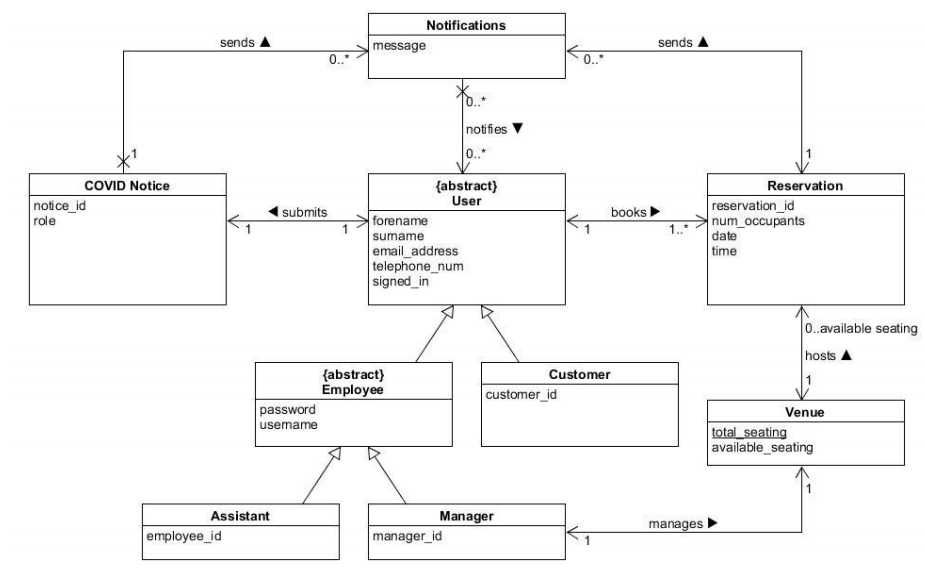 Notifications
message
sends ▲
0..*
sends ▲
0..*
0..*
notifies ▼
0..*
1
1
COVID Notice
notice_id
role
◀ submits
1
1
{abstract}
User
forename
surname
email_address
telephone_num
signed_in
books ▶
1
1..*
Reservation
reservation_id
num_occupants
date
time
0..available seating
hosts ▲
1
{abstract}
Employee
password
username
Customer
customer_id
Venue
total_seating
available_seating
1
Assistant
employee_id
Manager
manager_id
manages ▶
1